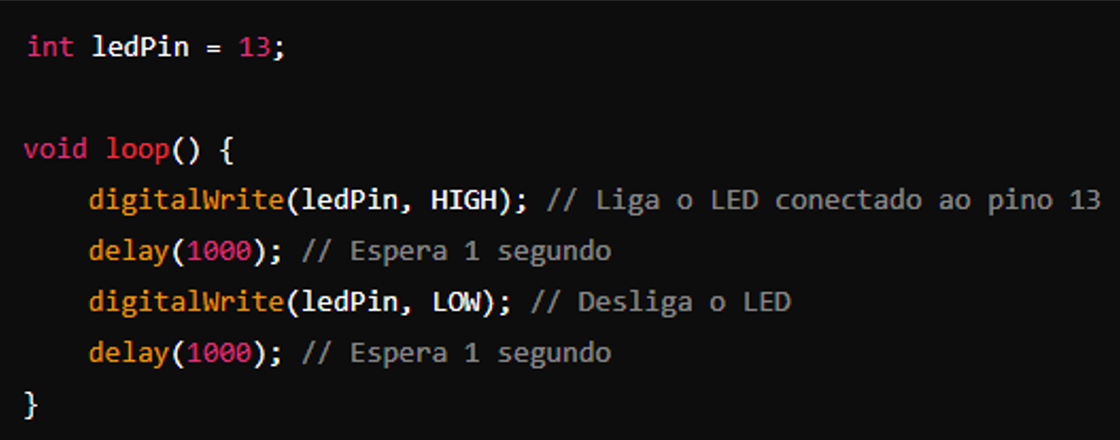 int ledPin = 13;
void loop() {
digitalWrite(ledPin, HIGH); // Liga o LED conectado ao pino 13
delay(1000); // Espera 1 segundo
digitalWrite(ledPin, LOW); // Desliga o LED
delay(1000); // Espera 1 segundo
}